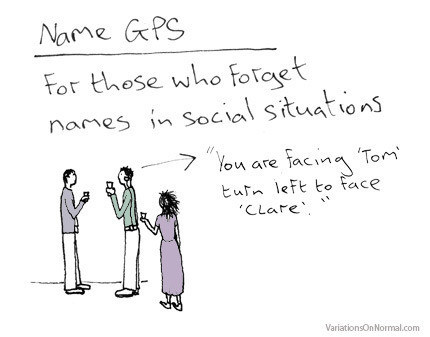 Name GPS
For those who forget
names in social situations
"You are facing 'Tom'
turn left to face
'Clare'."
VariationsOnNormal.com